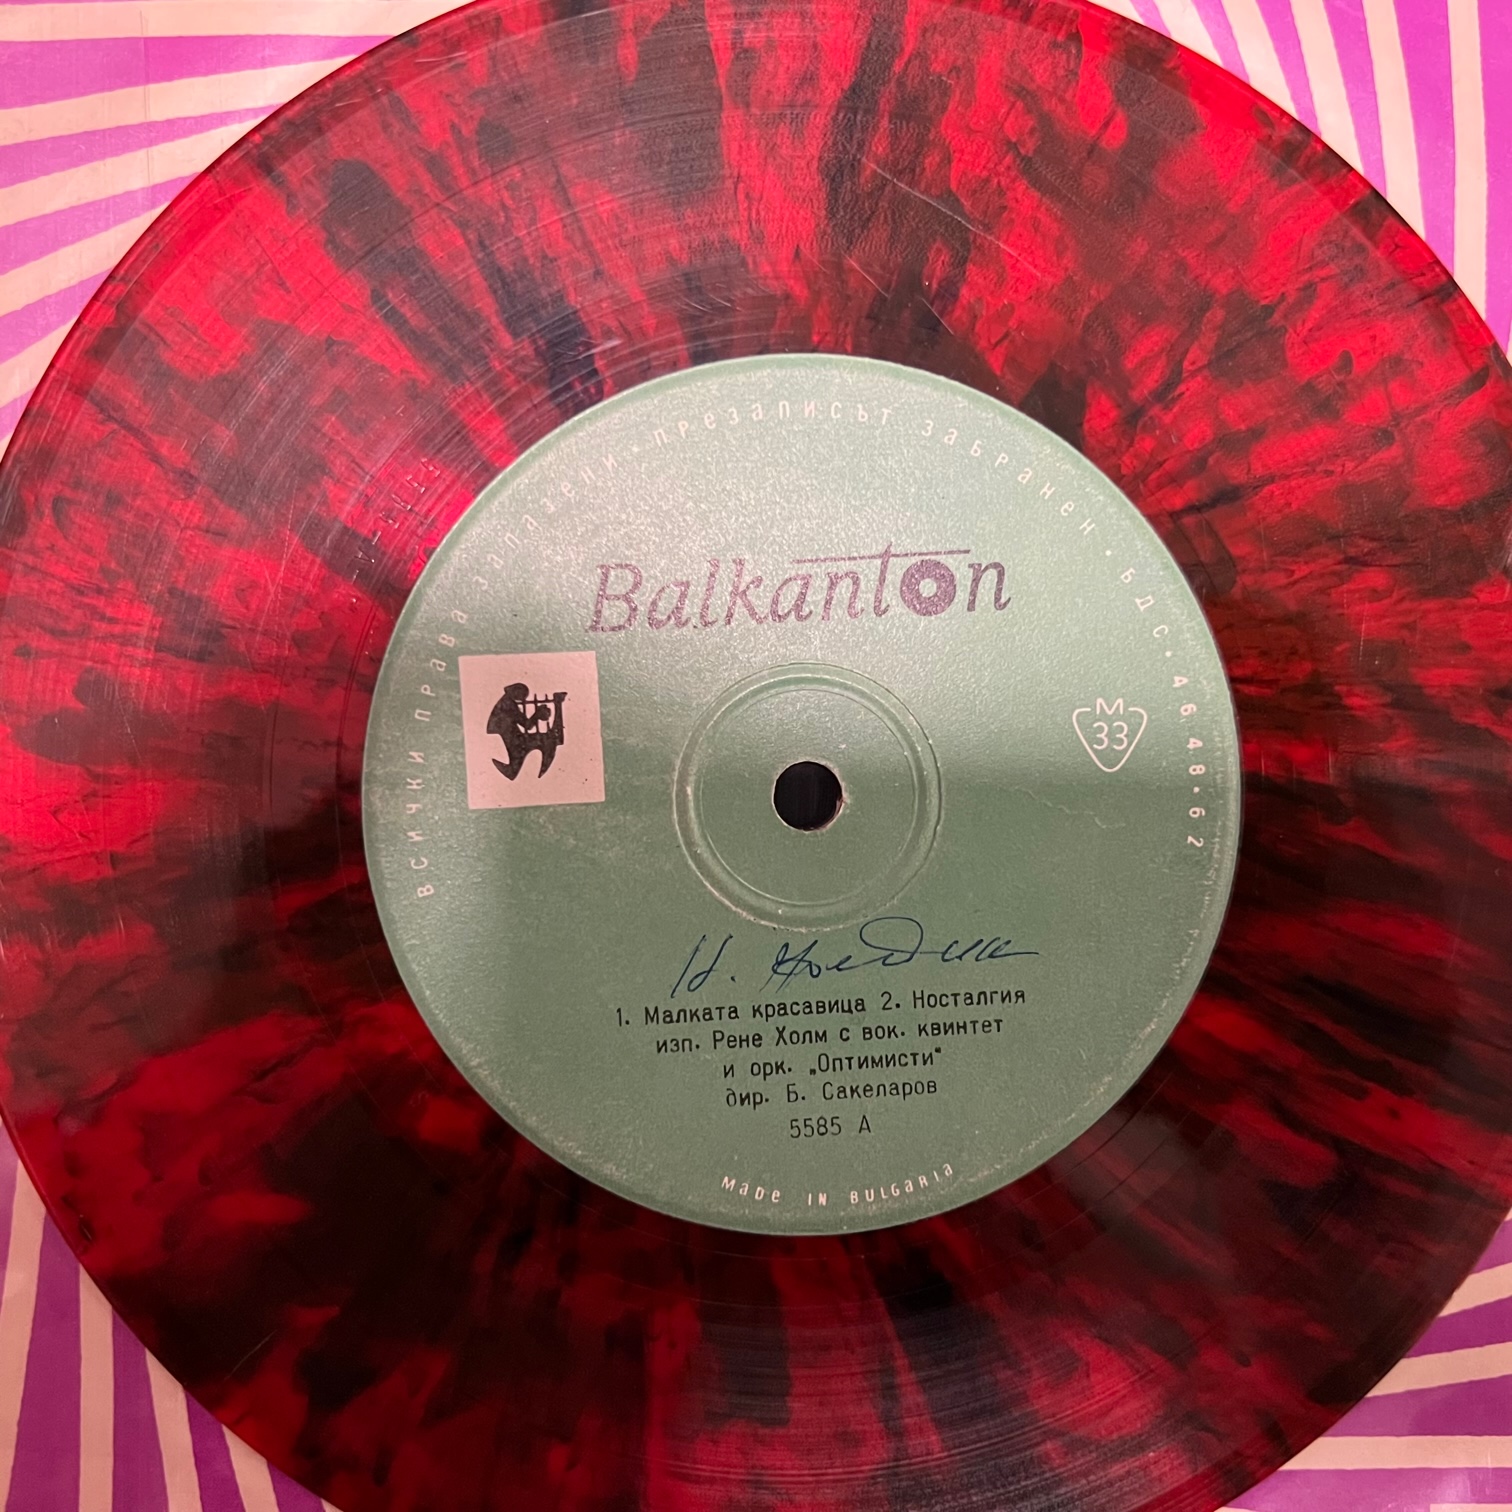 всички права запазени · презаписът забранен · БДС · 46 48 · 62
Balkanton
M
33
1. Малката красавица 2. Носталгия
изп. Рене Холм с вок. квинтет
и орк. „Оптимисти“
дир. Б. Сакеларов
5585 А
MaDe IN BULGaRIa